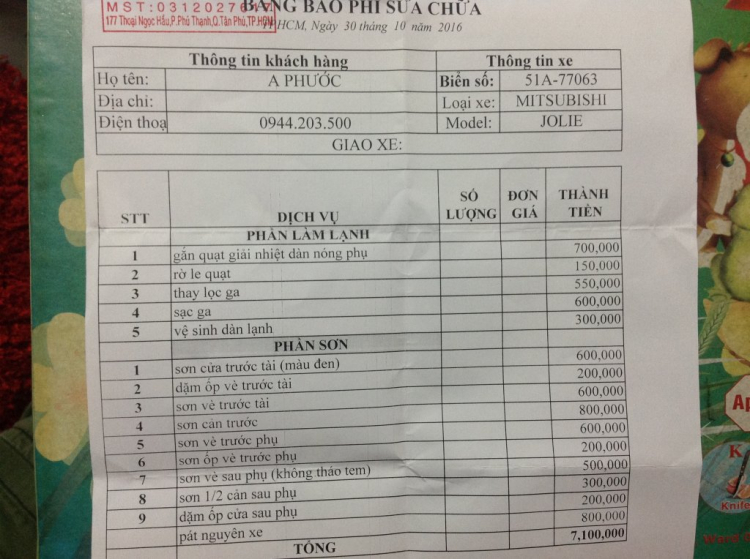 MST:0312027
177 Thoại Ngọc Hầu,P.Phú Thạnh,Q.Tân Phú,TP.HCM
BẢNG BÁO PHÍ SỬA CHỮA
HCM, Ngày 30 tháng 10 năm 2016
Thông tin khách hàng Thông tin xe
Họ tên: A PHƯỚC Biển số: 51A-77063
Địa chỉ: Loại xe: MITSUBISHI
Điện thoạ 0944.203.500 Model: JOLIE
GIAO XE:
STT DỊCH VỤ SỐ LƯỢNG ĐƠN GIÁ THÀNH TIỀN
PHẦN LÀM LẠNH
1 gắn quạt giải nhiệt dàn nóng phụ 700,000
2 rờ le quạt 150,000
3 thay lọc ga 550,000
4 sạc ga 600,000
5 vệ sinh dàn lạnh 300,000
PHẦN SƠN
1 sơn cửa trước tài (màu đen) 600,000
2 dặm ốp vè trước tài 200,000
3 sơn vè trước tài 600,000
4 sơn cản trước 800,000
5 sơn vè trước phụ 600,000
6 sơn ốp vè trước phụ 200,000
7 sơn vè sau phụ (không tháo tem) 500,000
8 sơn 1/2 cản sau phụ 300,000
9 dặm ốp cửa sau phụ 200,000
pát nguyên xe 800,000
TỔNG 7,100,000
Ap
K
Knife